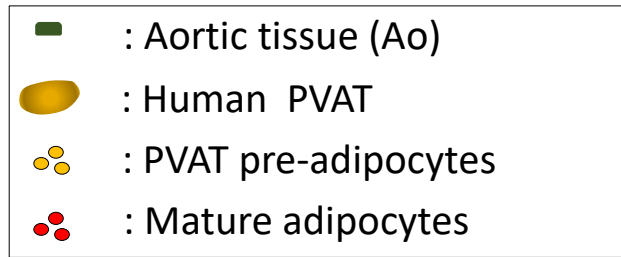 : Aortic tissue (Ao)
: Human PVAT
: PVAT pre-adipocytes
: Mature adipocytes